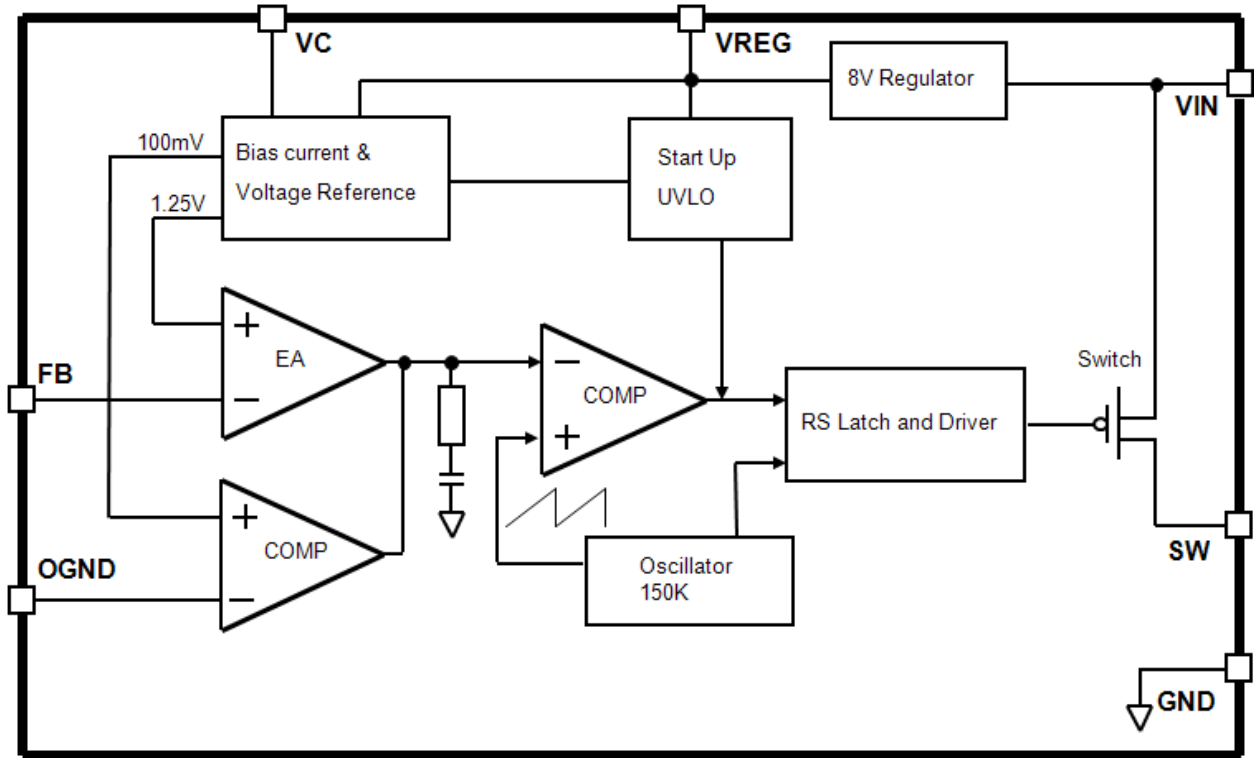 VC
VREG
8V Regulator
VIN
100mV
Bias current &
Voltage Reference
Start Up
UVLO
1.25V
+
EA
−
FB
−
COMP
+
Switch
RS Latch and Driver
+
COMP
−
OGND
Oscillator
150K
SW
GND